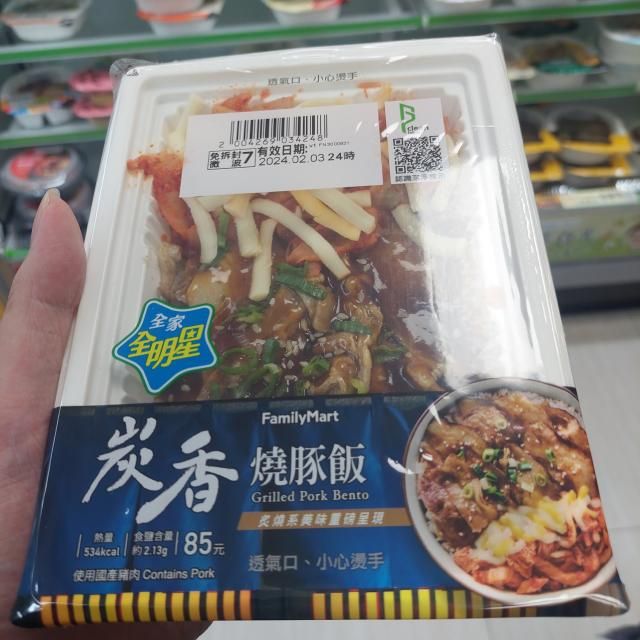 透氣口、小心燙手
2 004269 034248
免拆封
微波 7 有效日期: v1 FN3000821
2024.02.03 24時
Clean
全家
全明星
FamilyMart
炭香
燒豚飯
Grilled Pork Bento
炙燒系美味重磅呈現
熱量
534kcal
食鹽含量
約2.13g
85元
透氣口、小心燙手
使用國產豬肉 Contains Pork